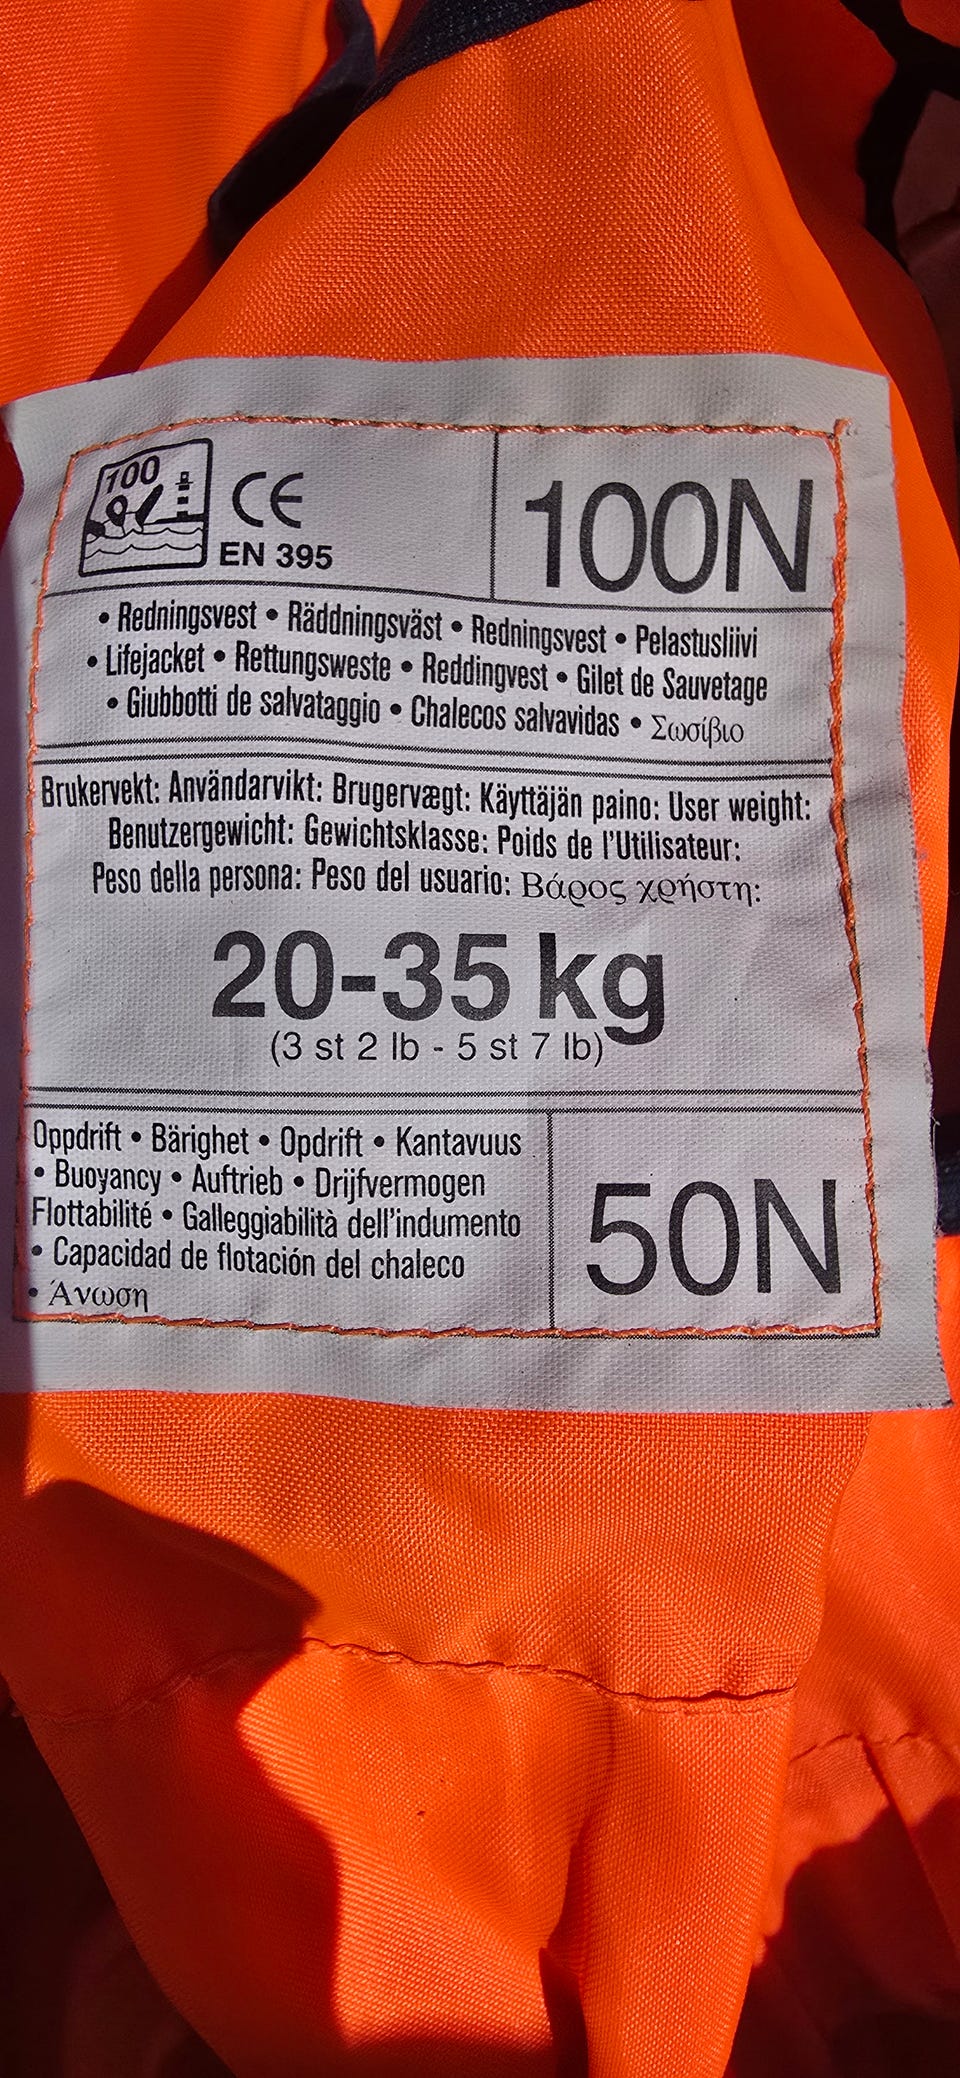 100
CE
EN 395
100N
• Redningsvest • Räddningsväst • Redningsvest • Pelastusliivi
• Lifejacket • Rettungsweste • Reddingvest • Gilet de Sauvetage
• Giubbotti de salvataggio • Chalecos salvavidas • Σωσίβιο
Brukervekt: Användarvikt: Brugervægt: Käyttäjän paino: User weight:
Benutzergewicht: Gewichtsklasse: Poids de l'Utilisateur:
Peso della persona: Peso del usuario: Βάρος χρήστη:
20-35 kg
(3 st 2 lb - 5 st 7 lb)
Oppdrift • Bärighet • Opdrift • Kantavuus
• Buoyancy • Auftrieb • Drijfvermogen
Flottabilité • Galleggiabilità dell'indumento
• Capacidad de flotación del chaleco
• Άνωση
50N